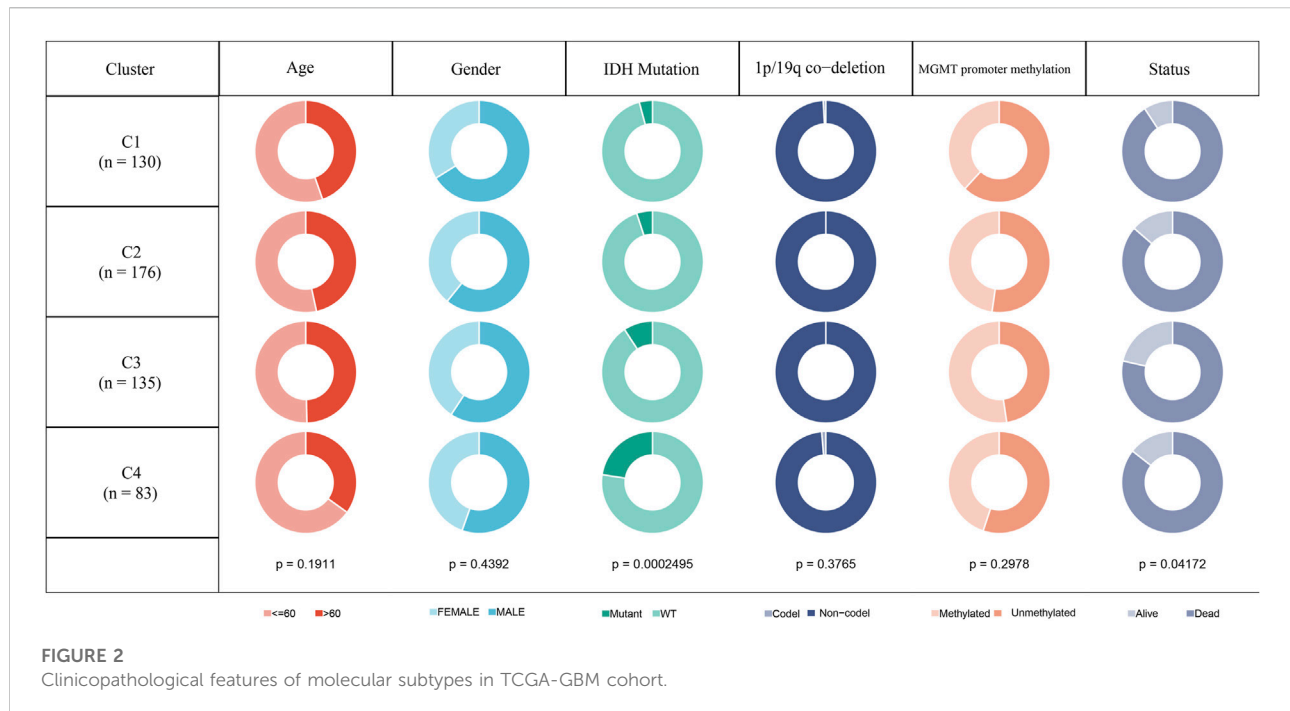 Cluster Age Gender IDH Mutation 1p/19q co−deletion MGMT promoter methylation Status
C1
(n = 130)
C2
(n = 176)
C3
(n = 135)
C4
(n = 83)
p = 0.1911 p = 0.4392 p = 0.0002495 p = 0.3765 p = 0.2978 p = 0.04172
<=60 >60 FEMALE MALE Mutant WT Codel Non−codel Methylated Unmethylated Alive Dead
FIGURE 2
Clinicopathological features of molecular subtypes in TCGA-GBM cohort.